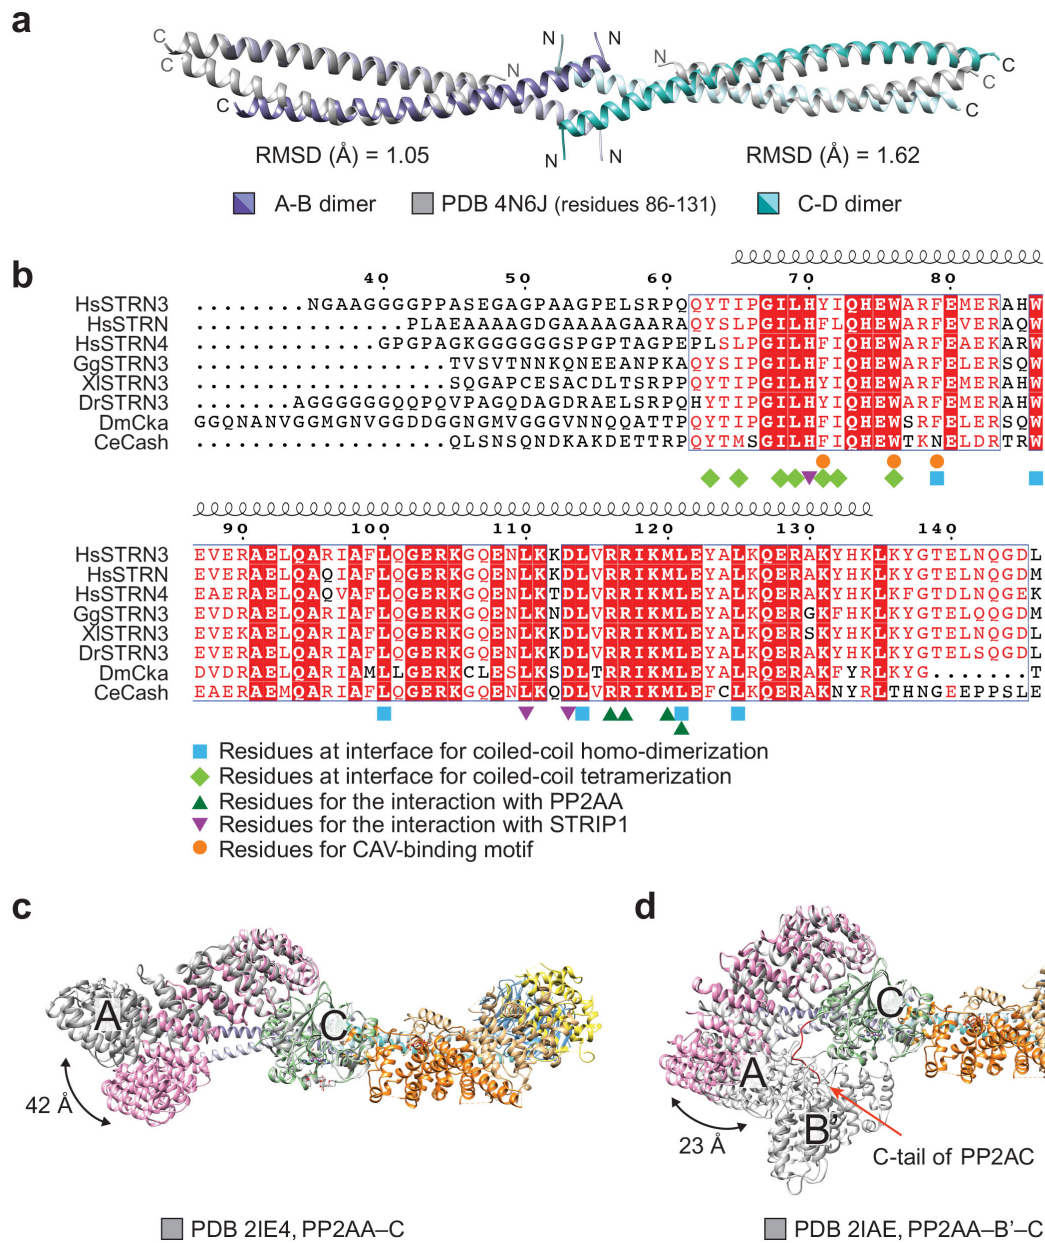 a
C
C
C
N
N
N
N
N
N
C
C
C
RMSD (Å) = 1.05
RMSD (Å) = 1.62
A-B dimer
PDB 4N6J (residues 86-131)
C-D dimer
b
40 50 60 70 80
HsSTRN3 ........NGAAGGGGPPASEGAGPAAGPELSRPQQYTIPGILHYIQHEWARFEMERAHW
HsSTRN ...............PLAEAAAAGDGAAAAGAARAQYSLPGILHFLQHEWARFEVERAQW
HsSTRN4 .............GPGPAGKGGGGGGSPGPTAGPEPLSLPGILHFIQHEWARFEAEKARW
GgSTRN3 ..................TVSVTNNKQNEEANPKAQYSIPGILHFIQHEWARFELERSQW
XlSTRN3 ..................SQGAPCESACDLTSRPPQYTIPGILHYIQHEWARFEMERAHW
DrSTRN3 .......AGGGGGGQQPQVPAGQDAGDRAELSRPQHYTIPGILHYIQHEWARFEMERAHW
DmCka GGQNANVGGMGNVGGDDGGNGMVGGGVNNQQATTPQYTIPGILHFIQHEWSRFELERSQW
CeCash ..................QLSNSQNDKAKDETTRPQYTMSGILHFIQHEWTKNELDRTRW
90 100 110 120 130 140
HsSTRN3 EVERAELQARIAFLQGERKGQENLKKDLVRRIKMLEYALKQERAKYHKLKYGTELNQGDL
HsSTRN EVERAELQAQIAFLQGERKGQENLKKDLVRRIKMLEYALKQERAKYHKLKYGTELNQGDM
HsSTRN4 EAERAELQAQVAFLQGERKGQENLKTDLVRRIKMLEYALKQERAKYHKLKFGTDLNQGEK
GgSTRN3 EVDRAELQARIAFLQGERKGQENLKNDLVRRIKMLEYALKQERGKFHKLKYGTELNQGDM
XlSTRN3 EVEKAELQARIAFLQGERKGQENLKKDLVRRIKMLEYALKQERSKYHKLKYGTELNQGDL
DrSTRN3 EVERAELQARIAFLQGERKGQENLKKDLVRRIKMLEYALKQERAKYHKLKYGTELSQGDL
DmCka DVDRAELQARIAMLLGERKCLESLKSDLTRRIKMLEYALKQERAKFYRLKYG.......T
CeCash EAERAEMQARIAFLQGERKGQENLKQDLVRRIKMLEFCLKQERAKNYRLTHNGEEPPSLE
Residues at interface for coiled-coil homo-dimerization
Residues at interface for coiled-coil tetramerization
Residues for the interaction with PP2AA
Residues for the interaction with STRIP1
Residues for CAV-binding motif
c
A
C
42 Å
PDB 2IE4, PP2AA–C
d
C
A
B'
23 Å
C-tail of PP2AC
PDB 2IAE, PP2AA–B'–C